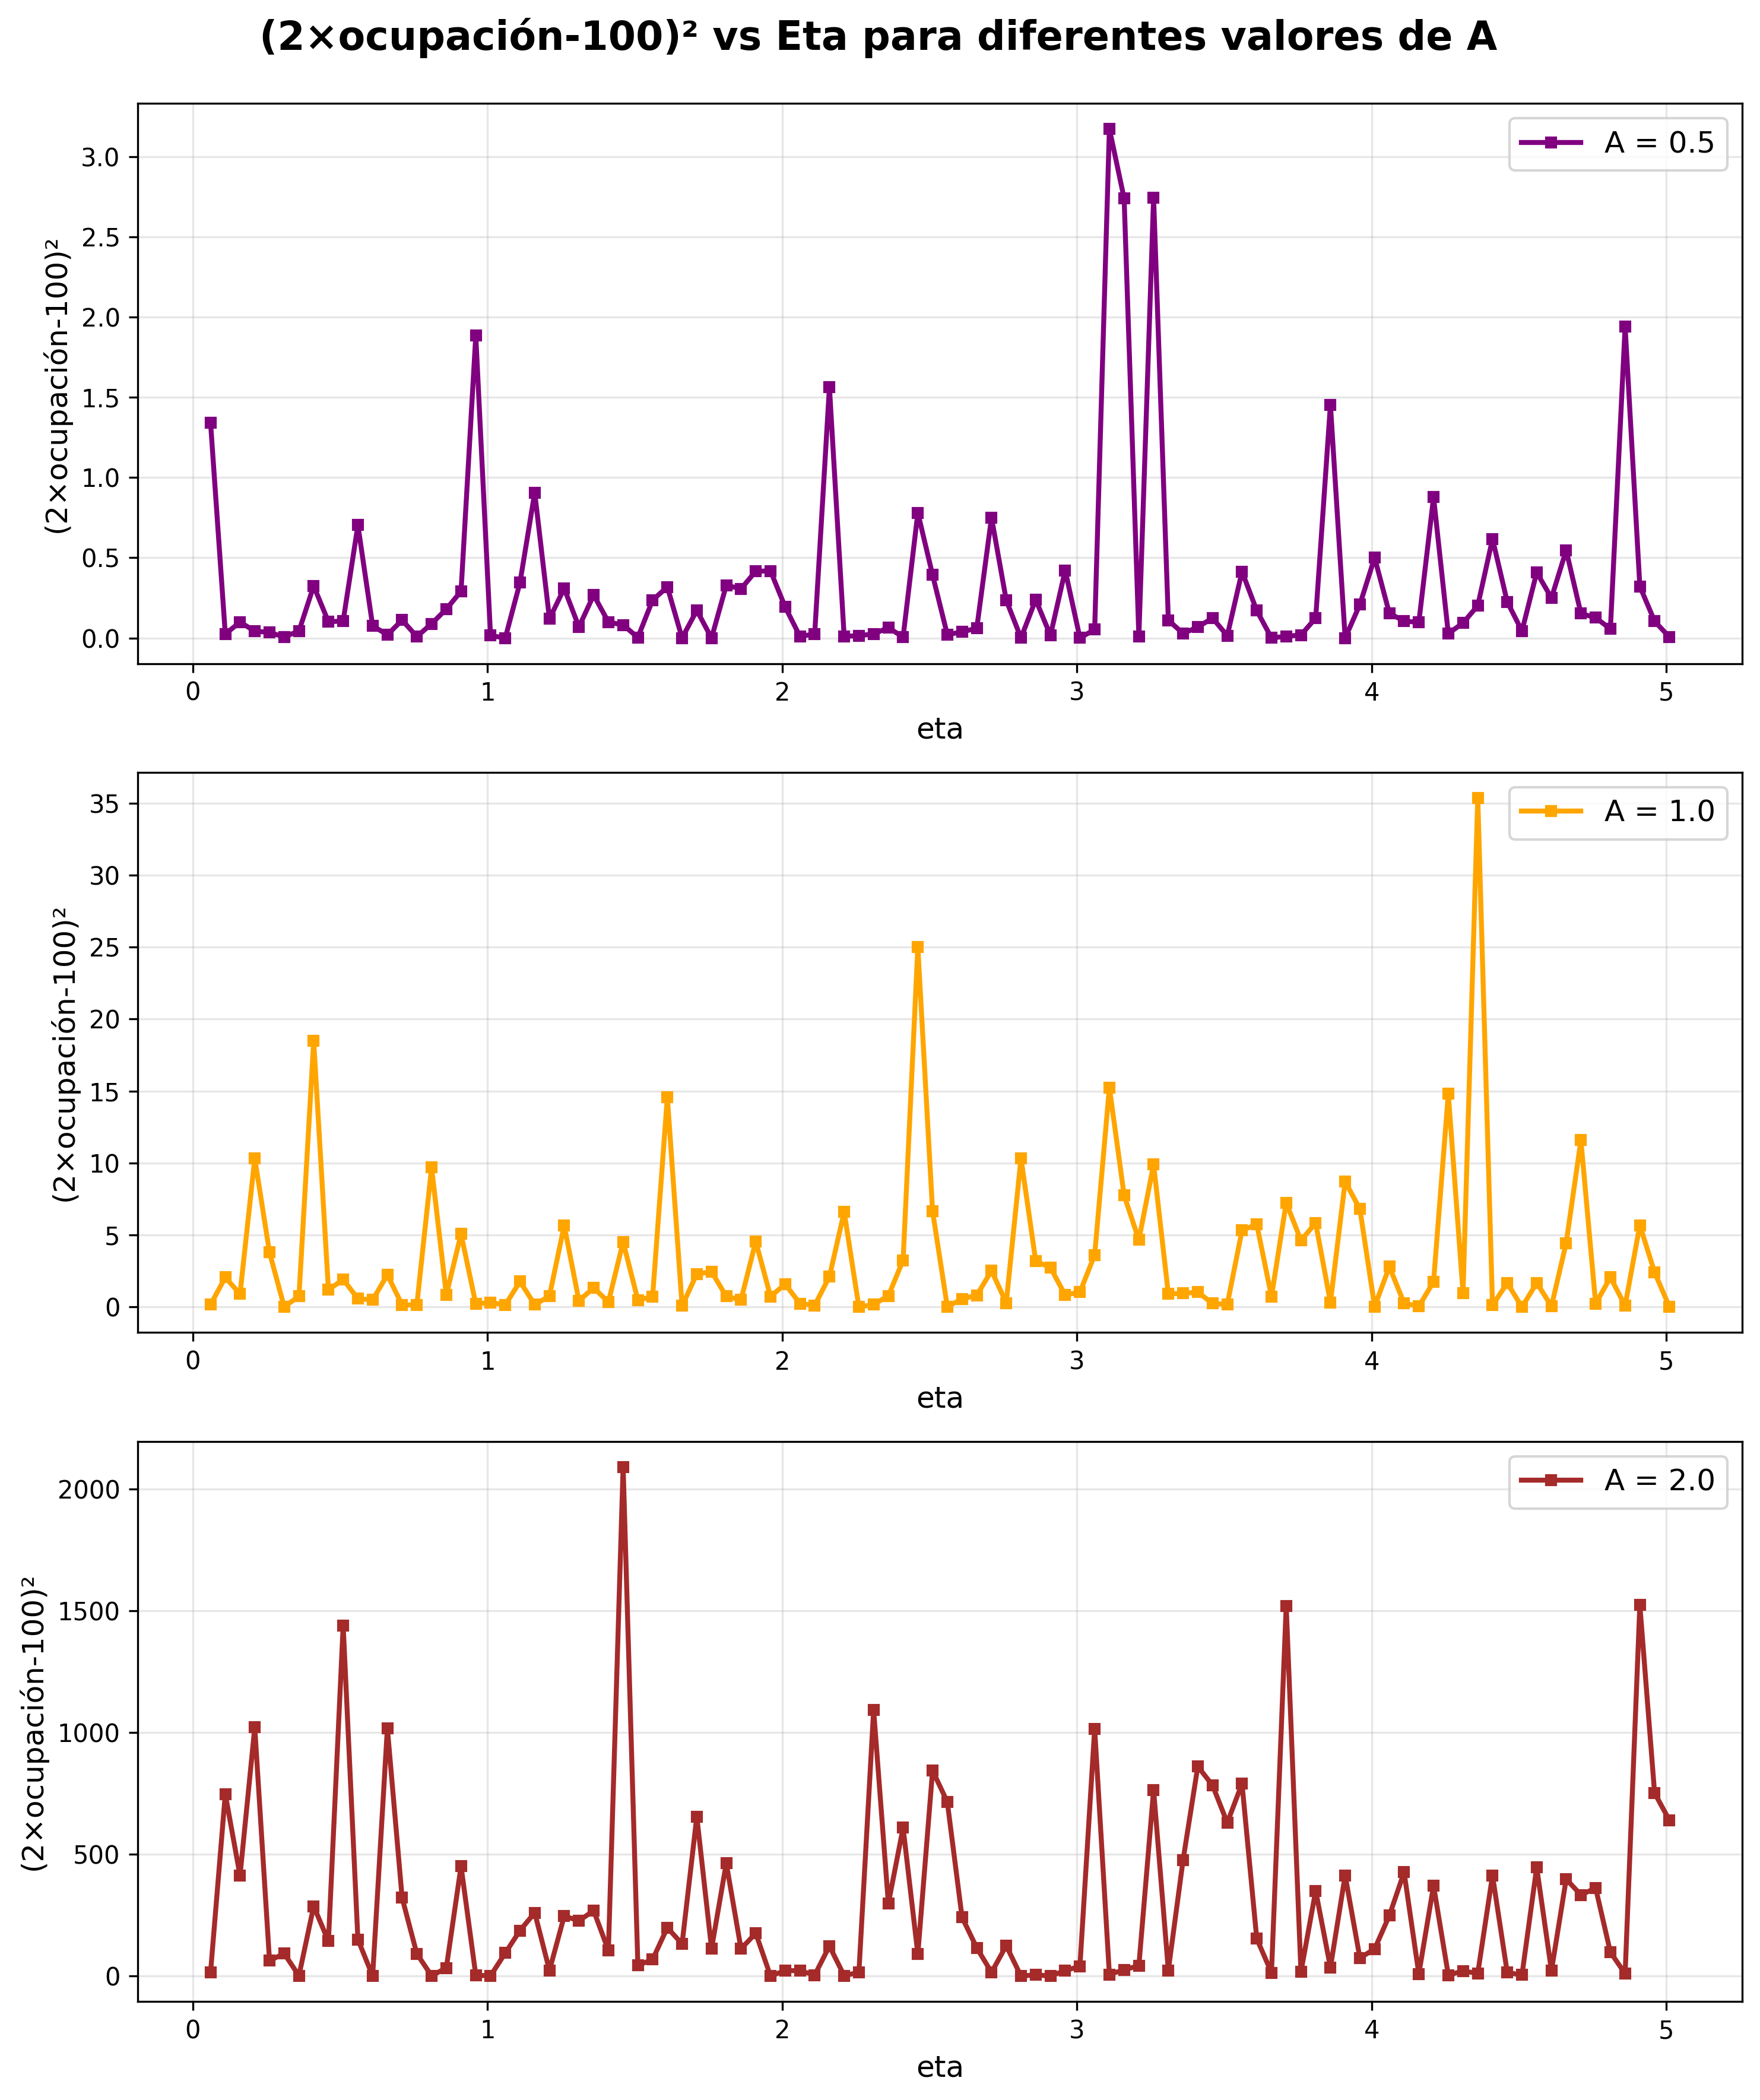 (2×ocupación-100)² vs Eta para diferentes valores de A
(2×ocupación-100)²
3.0
2.5
2.0
1.5
1.0
0.5
0.0
A = 0.5
0 1 2 3 4 5
eta
(2×ocupación-100)²
35
30
25
20
15
10
5
0
A = 1.0
0 1 2 3 4 5
eta
(2×ocupación-100)²
2000
1500
1000
500
0
A = 2.0
0 1 2 3 4 5
eta